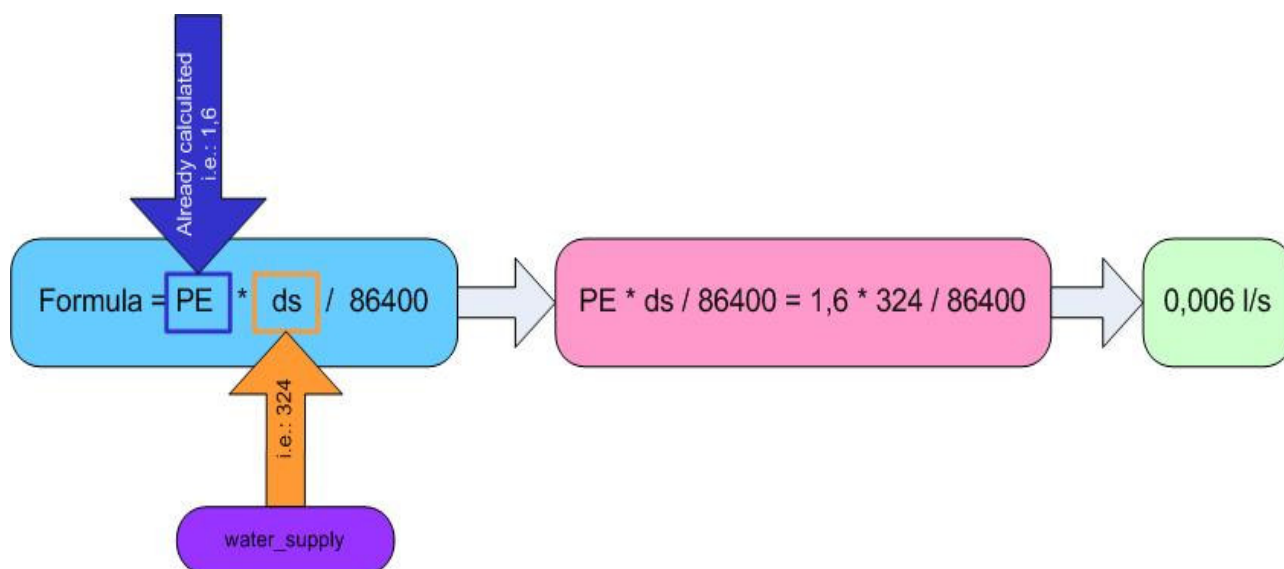 Already calculated
i.e.: 1,6
Formula = PE * ds / 86400
PE * ds / 86400 = 1,6 * 324 / 86400
0,006 l/s
i.e.: 324
water_supply